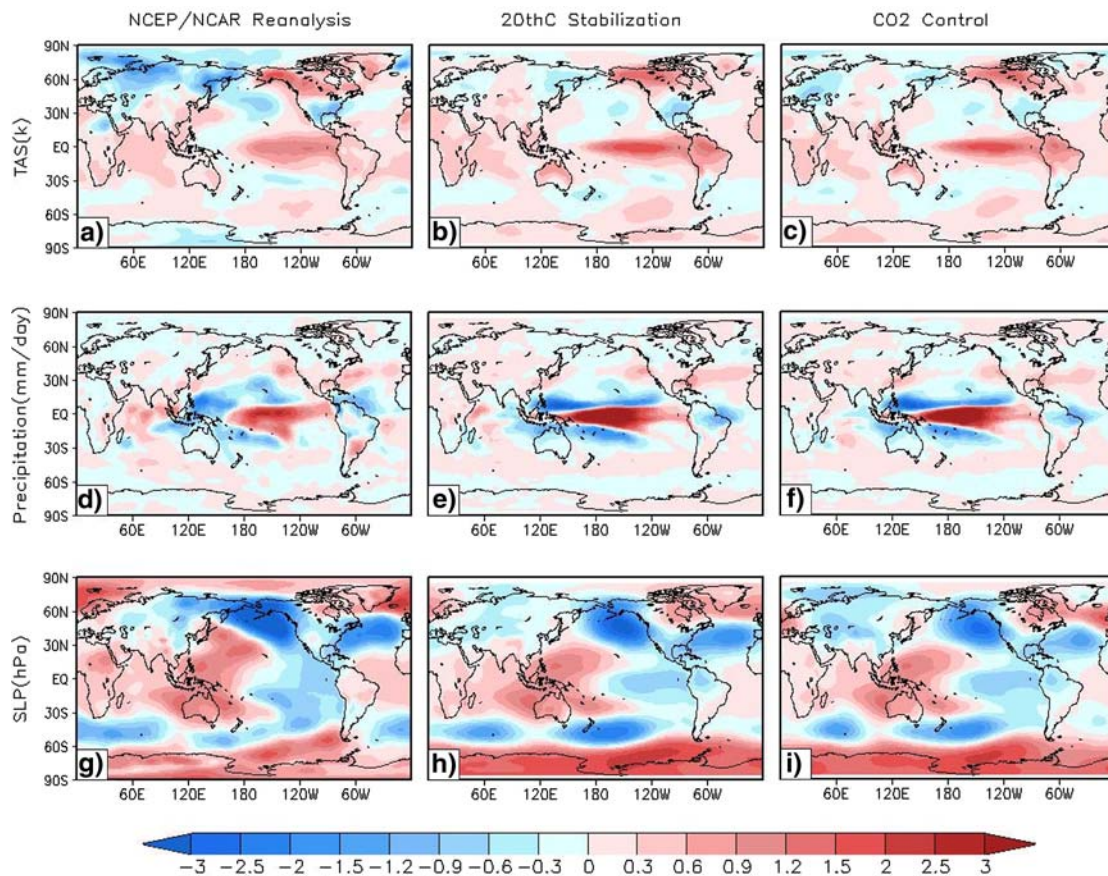 NCEP/NCAR Reanalysis 20thC Stabilization CO2 Control
TAS(k)
90N
60N
30N
EQ
30S
60S
90S
a) b) c)
60E 120E 180 120W 60W 60E 120E 180 120W 60W 60E 120E 180 120W 60W
Precipitation(mm/day)
90N
60N
30N
EQ
30S
60S
90S
d) e) f)
60E 120E 180 120W 60W 60E 120E 180 120W 60W 60E 120E 180 120W 60W
SLP(hPa)
90N
60N
30N
EQ
30S
60S
90S
g) h) i)
60E 120E 180 120W 60W 60E 120E 180 120W 60W 60E 120E 180 120W 60W
-3 -2.5 -2 -1.5 -1.2 -0.9 -0.6 -0.3 0 0.3 0.6 0.9 1.2 1.5 2 2.5 3